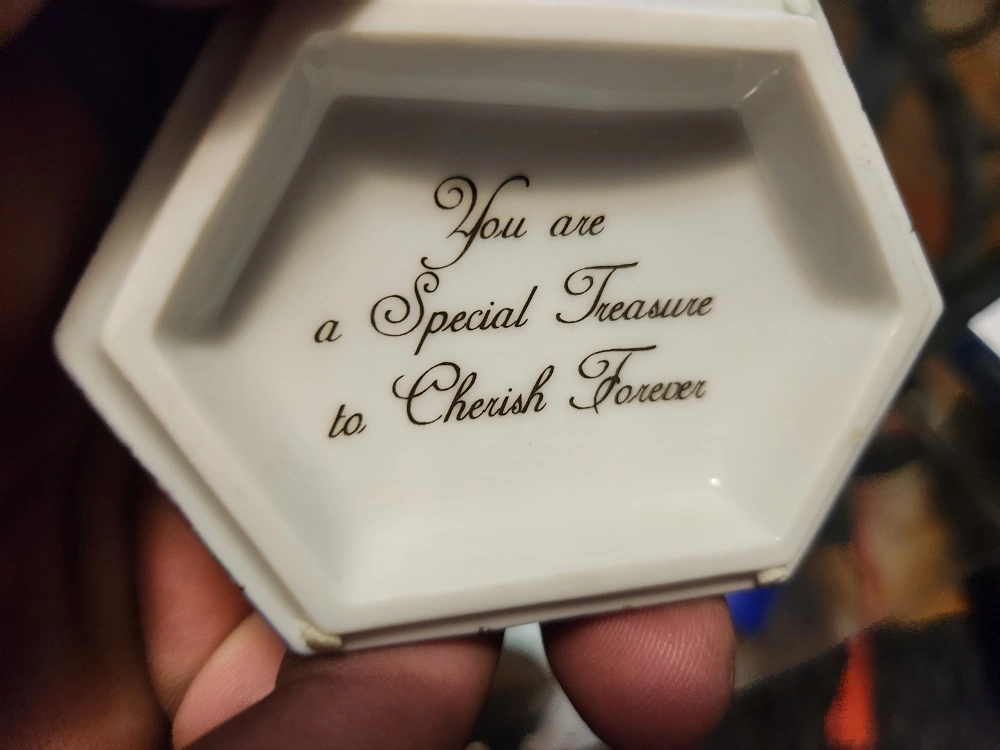 You are
a Special Treasure
to Cherish Forever